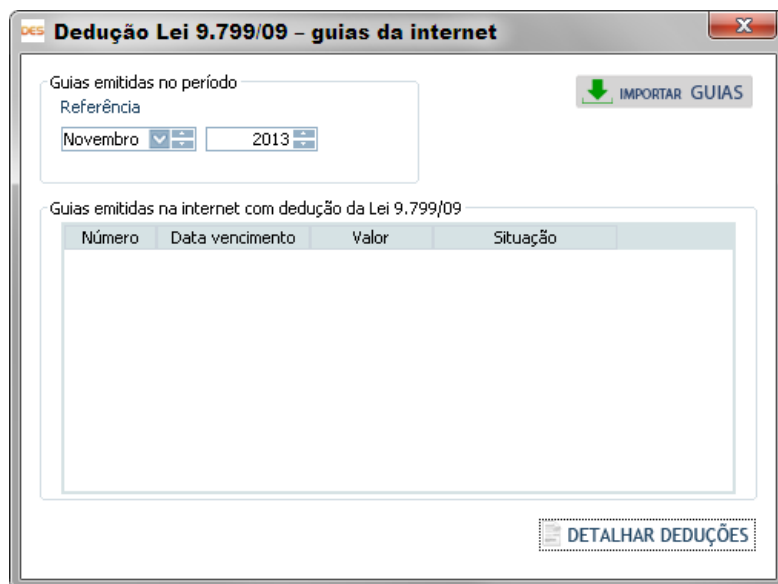 DES Dedução Lei 9.799/09 – guias da internet
X
Guias emitidas no período
IMPORTAR GUIAS
Referência
Novembro 2013
Guias emitidas na internet com dedução da Lei 9.799/09
Número Data vencimento Valor Situação
DETALHAR DEDUÇÕES